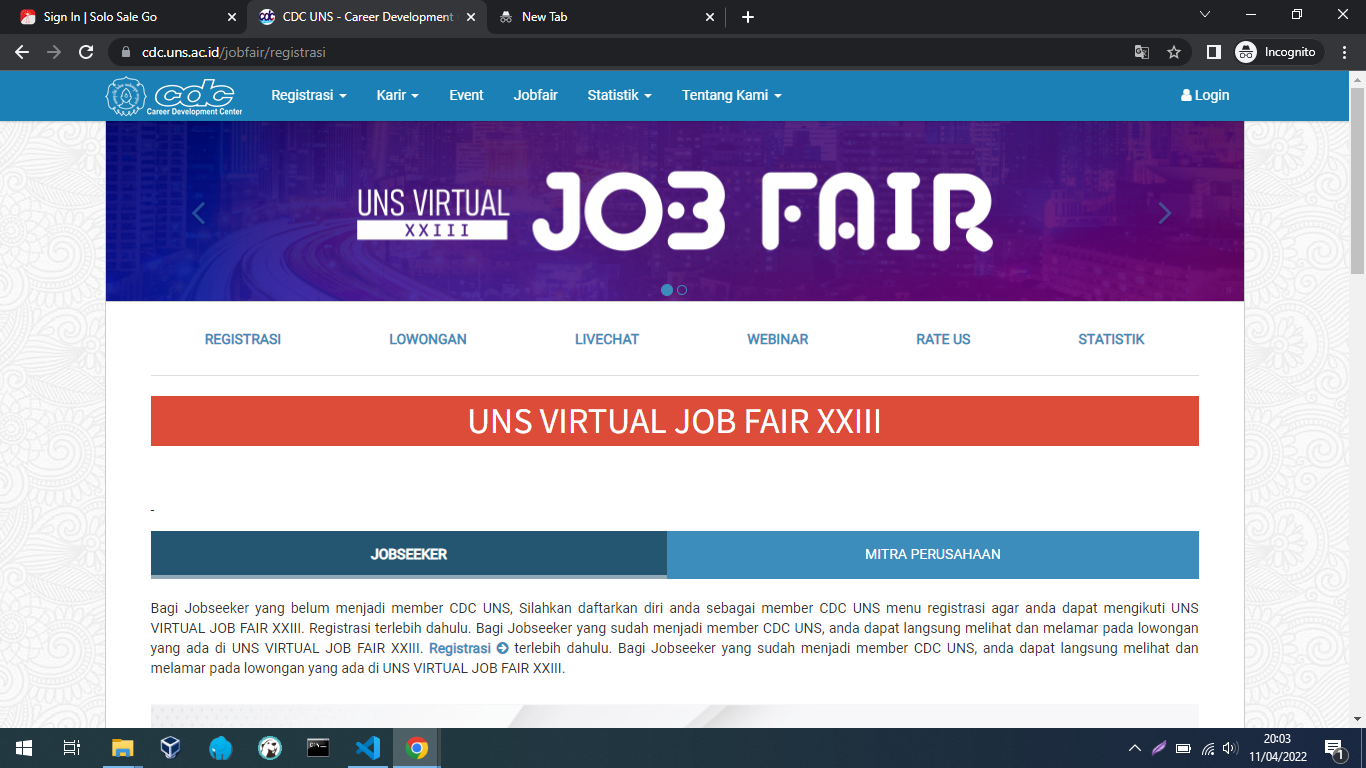 Sign In | Solo Sale Go
CDC UNS - Career Development
New Tab
cdc.uns.ac.id/jobfair/registrasi
Incognito
cdc
Career Development Center
Registrasi
Karir
Event
Jobfair
Statistik
Tentang Kami
Login
UNS VIRTUAL
XXIII
JOB FAIR
REGISTRASI
LOWONGAN
LIVECHAT
WEBINAR
RATE US
STATISTIK
UNS VIRTUAL JOB FAIR XXIII
-
JOBSEEKER
MITRA PERUSAHAAN
Bagi Jobseeker yang belum menjadi member CDC UNS, Silahkan daftarkan diri anda sebagai member CDC UNS menu registrasi agar anda dapat mengikuti UNS
VIRTUAL JOB FAIR XXIII. Registrasi terlebih dahulu. Bagi Jobseeker yang sudah menjadi member CDC UNS, anda dapat langsung melihat dan melamar pada lowongan
yang ada di UNS VIRTUAL JOB FAIR XXIII. Registrasi terlebih dahulu. Bagi Jobseeker yang sudah menjadi member CDC UNS, anda dapat langsung melihat dan
melamar pada lowongan yang ada di UNS VIRTUAL JOB FAIR XXIII.
20:03
11/04/2022
1